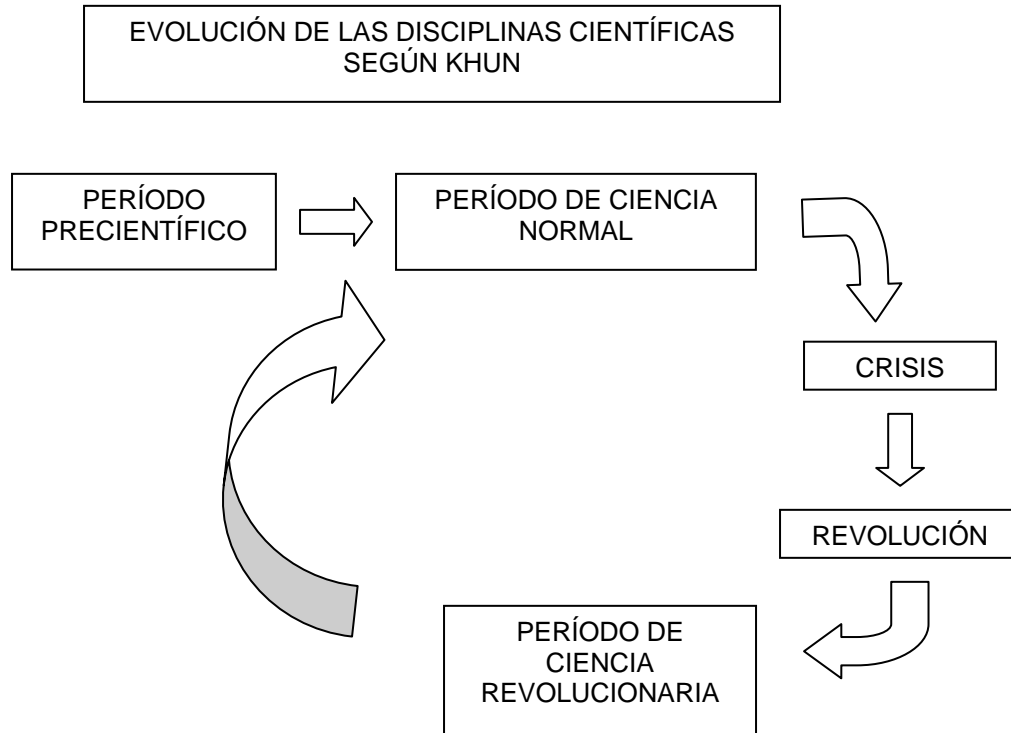 EVOLUCIÓN DE LAS DISCIPLINAS CIENTÍFICAS
SEGÚN KHUN
PERÍODO
PRECIENTÍFICO
PERÍODO DE CIENCIA
NORMAL
CRISIS
REVOLUCIÓN
PERÍODO DE
CIENCIA
REVOLUCIONARIA